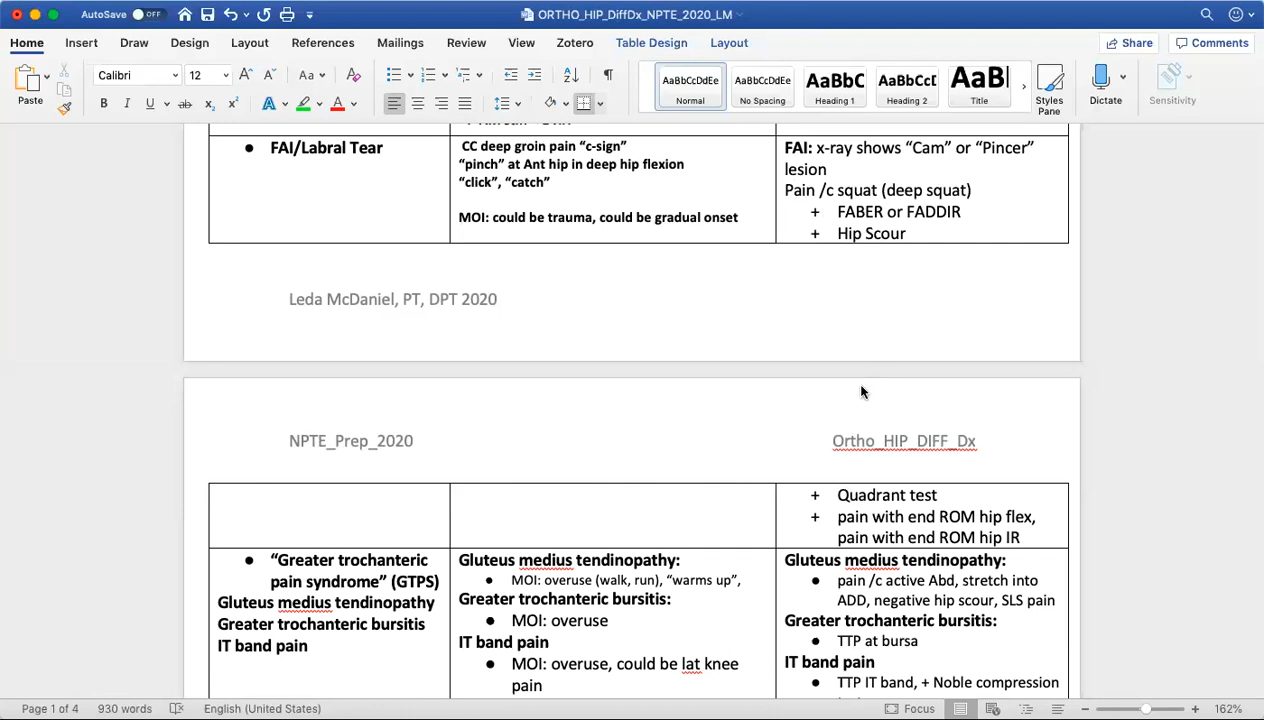 AutoSave OFF ORTHO_HIP_DiffDx_NPTE_2020_LM
Home Insert Draw Design Layout References Mailings Review View Zotero Table Design Layout Share Comments
Paste Calibri 12 A A Aa AaBbCcDdEe AaBbCcDdEe AaBbC AaBbCcD AaB
B I U ab x₂ x² A A Normal No Spacing Heading 1 Heading 2 Title Styles Pane Dictate Sensitivity
FAI/Labral Tear
CC deep groin pain “c-sign”
“pinch” at Ant hip in deep hip flexion
“click”, “catch”
MOI: could be trauma, could be gradual onset
FAI: x-ray shows “Cam” or “Pincer”
lesion
Pain /c squat (deep squat)
+ FABER or FADDIR
+ Hip Scour
Leda McDaniel, PT, DPT 2020
NPTE_Prep_2020 Ortho_HIP_DIFF_Dx
+ Quadrant test
+ pain with end ROM hip flex,
pain with end ROM hip IR
● “Greater trochanteric
pain syndrome” (GTPS)
Gluteus medius tendinopathy
Greater trochanteric bursitis
IT band pain
Gluteus medius tendinopathy:
● MOI: overuse (walk, run), “warms up”,
Greater trochanteric bursitis:
● MOI: overuse
IT band pain
● MOI: overuse, could be lat knee
pain
Gluteus medius tendinopathy:
● pain /c active Abd, stretch into
ADD, negative hip scour, SLS pain
Greater trochanteric bursitis:
● TTP at bursa
IT band pain
● TTP IT band, + Noble compression
Page 1 of 4 930 words English (United States) Focus 162%